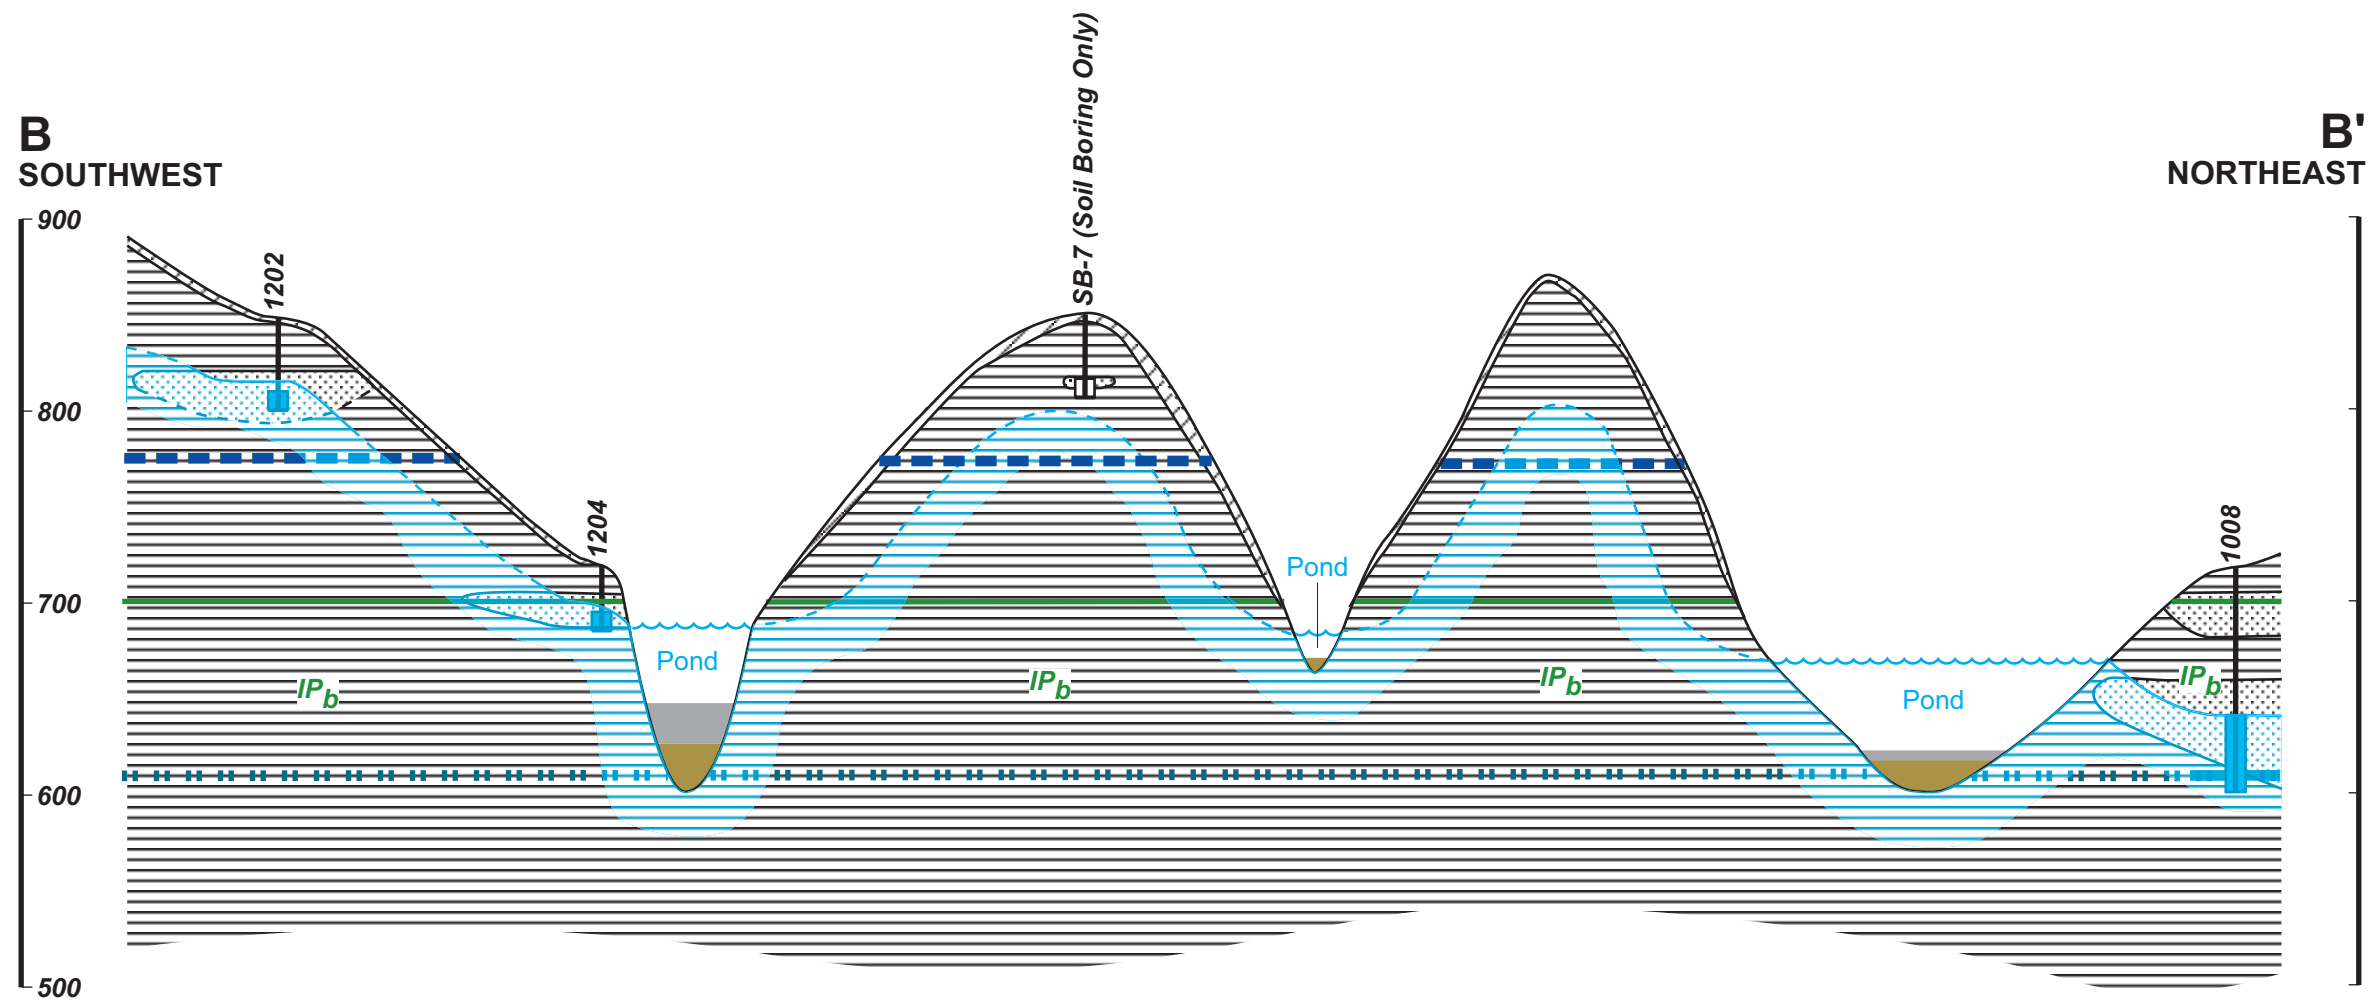 SB-7 (Soil Boring Only)
B
SOUTHWEST
B'
NORTHEAST
900
1202
800
1204
1008
Pond
700
Pond
IPb
IPb
IPb
IPb
Pond
600
500